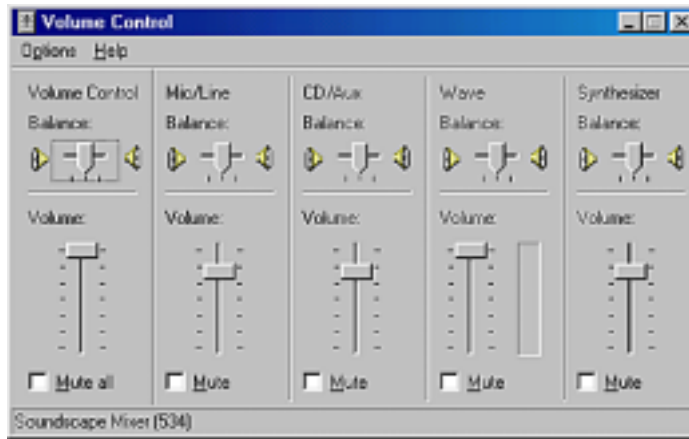 Volume Control
Options Help
Volume Control Mic/Line CD/Aux Wave Synthesizer
Balance: Balance: Balance: Balance: Balance:
Volume: Volume: Volume: Volume: Volume:
Mute all Mute Mute Mute Mute
Soundscape Mixer (534)